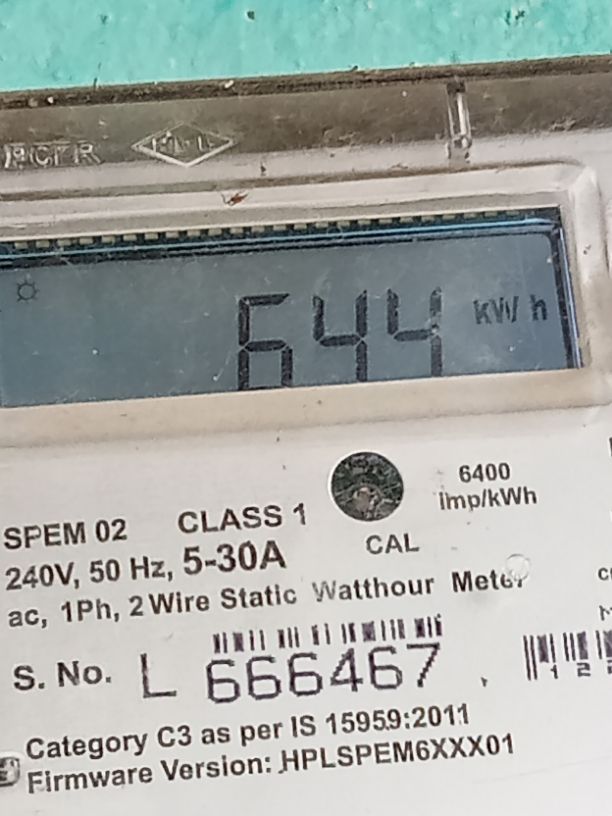 644 kW h
6400
imp/kWh
SPEM 02 CLASS 1
CAL
240V, 50 Hz, 5-30A
ac, 1Ph, 2 Wire Static Watthour Meter
S. No. L 666467
Category C3 as per IS 15959:2011
Firmware Version: HPLSPEM6XXX01